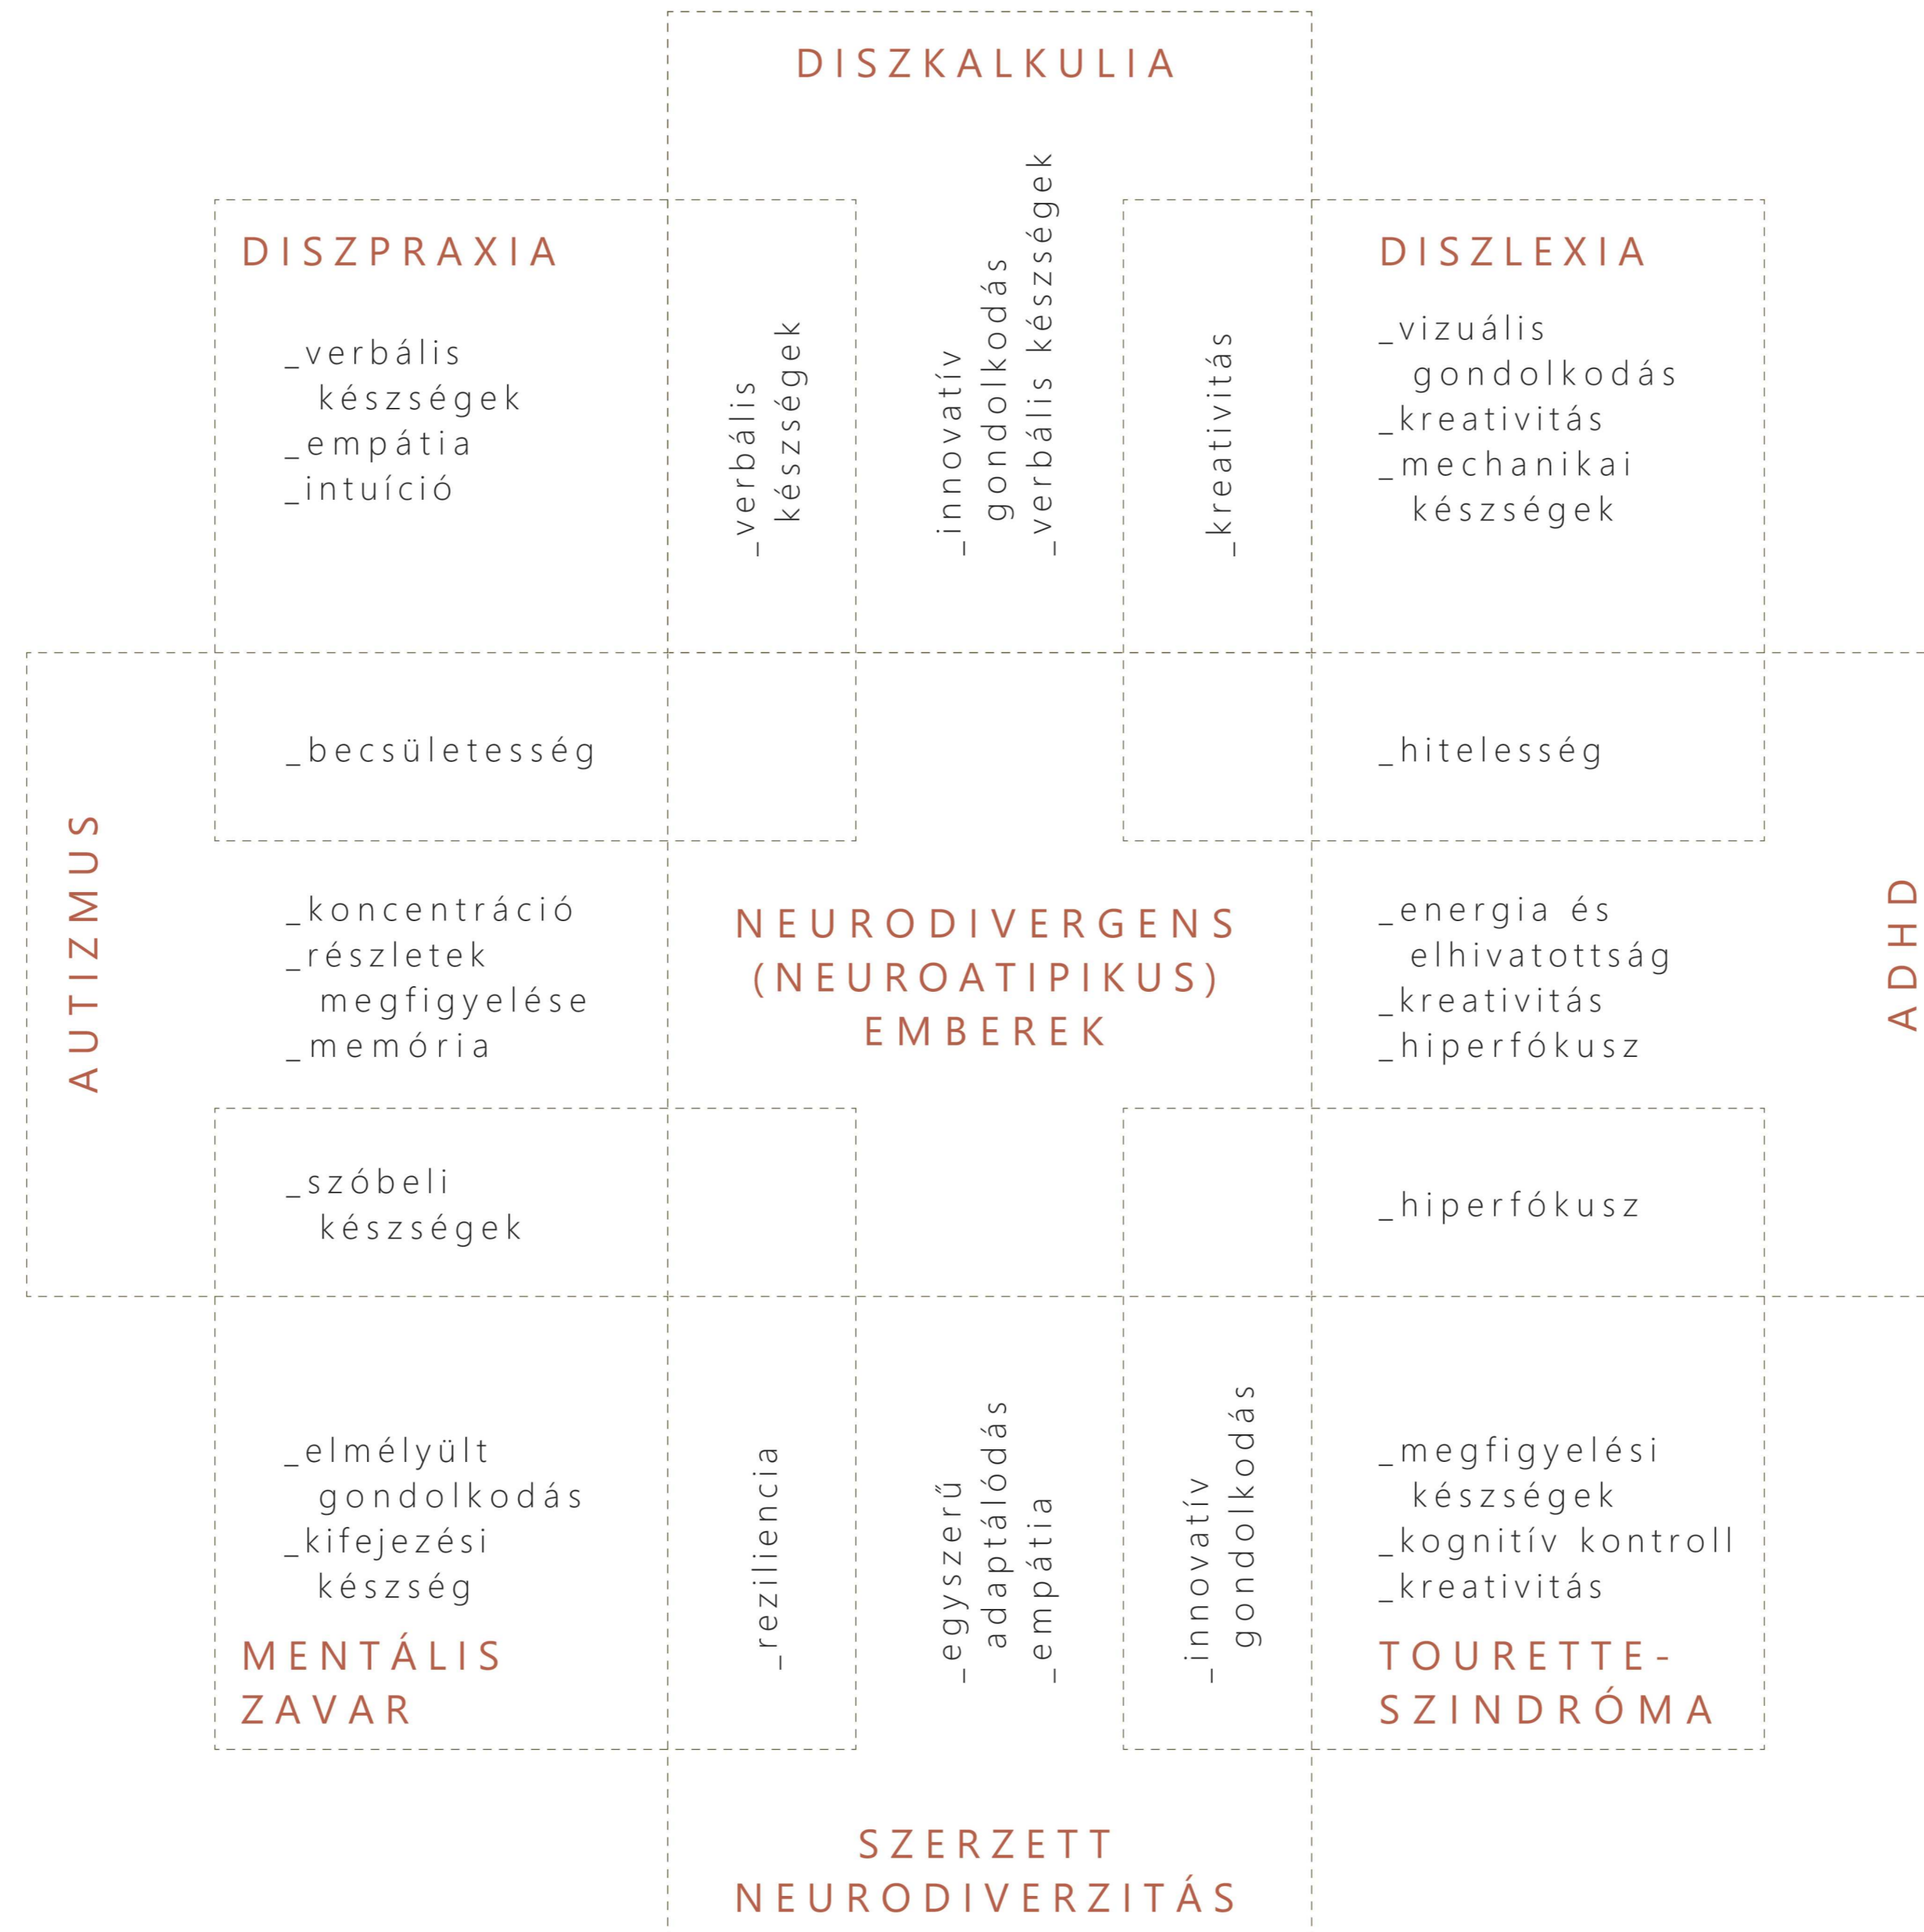 DISZKALKULIA
DISZPRAXIA
_verbális
készségek
_empátia
_intuíció
_verbális
készségek
_innovatív
gondolkodás
_verbális készségek
_kreativitás
DISZLEXIA
_vizuális
gondolkodás
_kreativitás
_mechanikai
készségek
_becsületesség
_hitelesség
AUTIZMUS
_koncentráció
_részletek
megfigyelése
_memória
NEURODIVERGENS
(NEUROATIPIKUS)
EMBEREK
_energia és
elhivatottság
_kreativitás
_hiperfókusz
ADHD
_szóbeli
készségek
_hiperfókusz
_elmélyült
gondolkodás
_kifejezési
készség
MENTÁLIS
ZAVAR
_reziliencia
_egyszerű
adaptálódás
_empátia
_innovatív
gondolkodás
_megfigyelési
készségek
_kognitív kontroll
_kreativitás
TOURETTE-
SZINDRÓMA
SZERZETT
NEURODIVERZITÁS